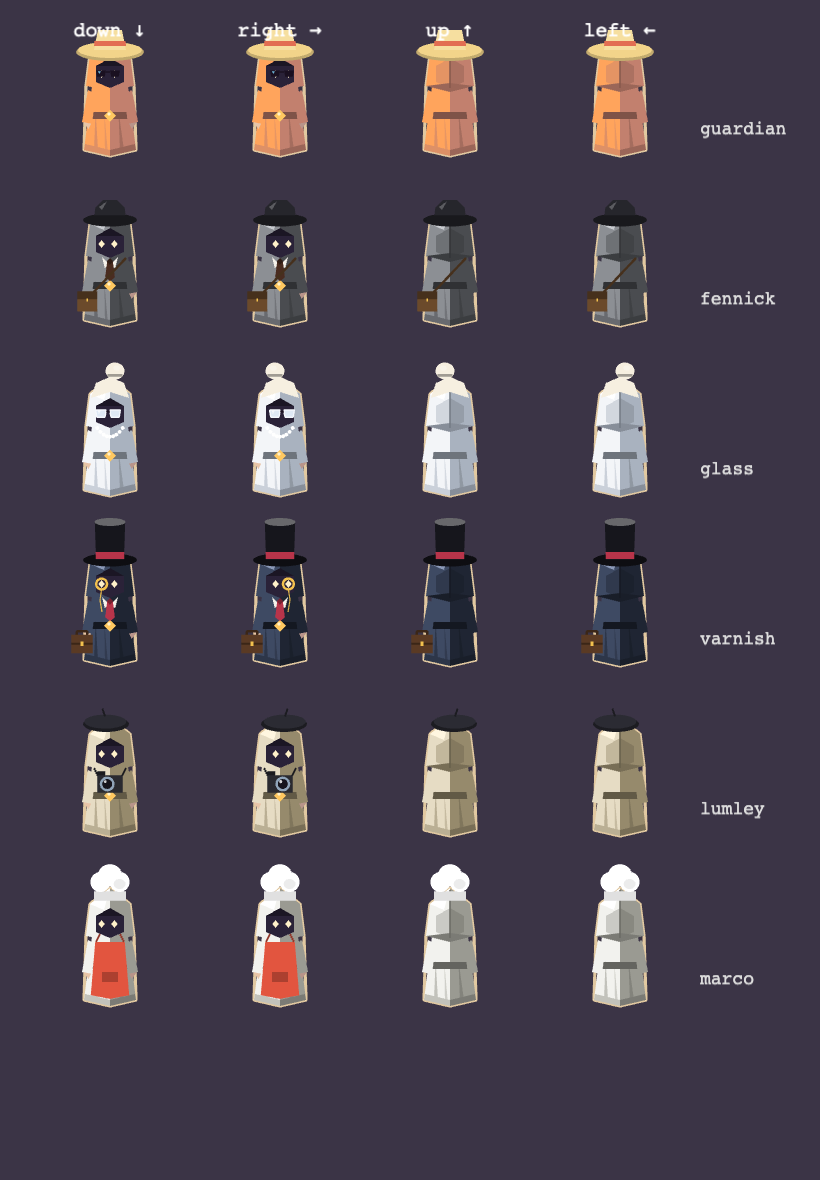 down ↓ right → up ↑ left ←
guardian
fennick
glass
varnish
lumley
marco